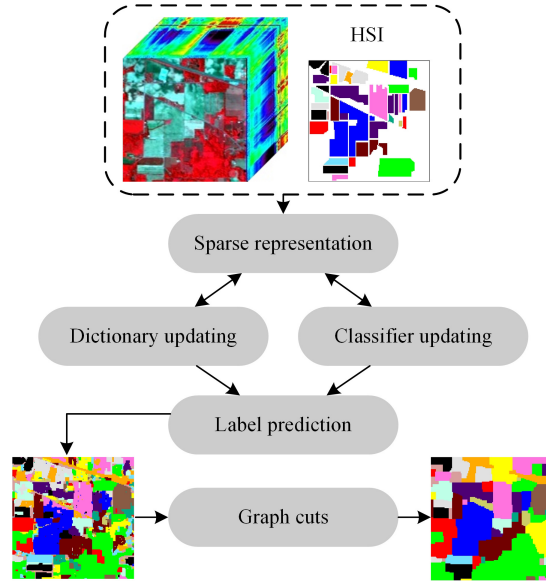 HSI
Sparse representation
Dictionary updating
Classifier updating
Label prediction
Graph cuts